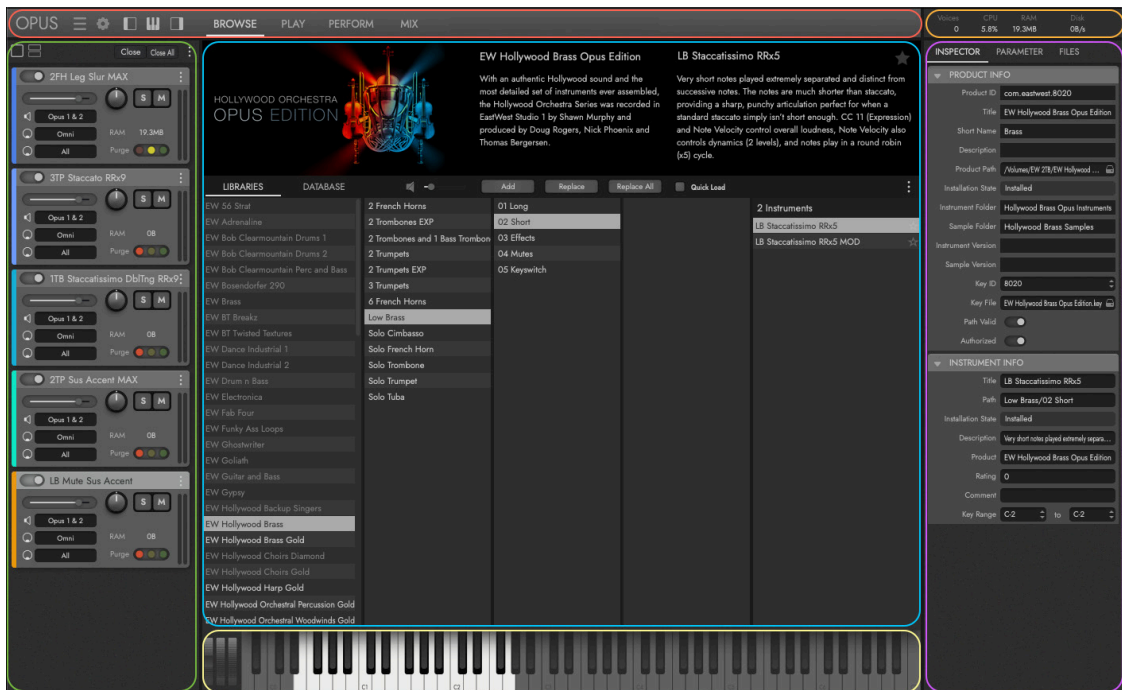 OPUS
BROWSE PLAY PERFORM MIX
Voices CPU RAM Disk
0 5.8% 19.3MB 0B/s
Close Close All
2FH Leg Slur MAX
S M
Opus 1 & 2
Omni RAM 19.3MB
All Purge
3TP Staccato RRx9
S M
Opus 1 & 2
Omni RAM 0B
All Purge
1TB Staccatissimo DblTng RRx9
S M
Opus 1 & 2
Omni RAM 0B
All Purge
2TP Sus Accent MAX
S M
Opus 1 & 2
Omni RAM 0B
All Purge
LB Mute Sus Accent
S M
Opus 1 & 2
Omni RAM 0B
All Purge
HOLLYWOOD ORCHESTRA
OPUS EDITION
EW Hollywood Brass Opus Edition
With an authentic Hollywood sound and the
most detailed set of instruments ever assembled,
the Hollywood Orchestra Series was recorded in
EastWest Studio 1 by Shawn Murphy and
produced by Doug Rogers, Nick Phoenix and
Thomas Bergersen.
LB Staccatissimo RRx5
Very short notes played extremely separated and distinct from
successive notes. The notes are much shorter than staccato,
providing a sharp, punchy articulation perfect for when a
standard staccato simply isn't short enough. CC 11 (Expression)
and Note Velocity control overall loudness, Note Velocity also
controls dynamics (2 levels), and notes play in a round robin
(x5) cycle.
LIBRARIES DATABASE Add Replace Replace All Quick Load
EW 56 Strat
EW Adrenaline
EW Bob Clearmountain Drums 1
EW Bob Clearmountain Drums 2
EW Bob Clearmountain Perc and Bass
EW Bosendorfer 290
EW Brass
EW BT Breakz
EW BT Twisted Textures
EW Dance Industrial 1
EW Dance Industrial 2
EW Drum n Bass
EW Electronica
EW Fab Four
EW Funky Ass Loops
EW Ghostwriter
EW Goliath
EW Guitar and Bass
EW Gypsy
EW Hollywood Backup Singers
EW Hollywood Brass
EW Hollywood Brass Gold
EW Hollywood Choirs Diamond
EW Hollywood Choirs Gold
EW Hollywood Harp Gold
EW Hollywood Orchestral Percussion Gold
EW Hollywood Orchestral Woodwinds Gold
2 French Horns
2 Trombones EXP
2 Trombones and 1 Bass Trombon
2 Trumpets
2 Trumpets EXP
3 Trumpets
6 French Horns
Low Brass
Solo Cimbasso
Solo French Horn
Solo Trombone
Solo Trumpet
Solo Tuba
01 Long
02 Short
03 Effects
04 Mutes
05 Keyswitch
2 Instruments
LB Staccatissimo RRx5
LB Staccatissimo RRx5 MOD
C1 C2
INSPECTOR PARAMETER FILES
PRODUCT INFO
Product ID com.eastwest.8020
Title EW Hollywood Brass Opus Edition
Short Name Brass
Description
Product Path /Volumes/EW 2TB/EW Hollywood ...
Installation State Installed
Instrument Folder Hollywood Brass Opus Instruments
Sample Folder Hollywood Brass Samples
Instrument Version
Sample Version
Key ID 8020
Key File EW Hollywood Brass Opus Edition.key
Path Valid
Authorized
INSTRUMENT INFO
Title LB Staccatissimo RRx5
Path Low Brass/02 Short
Installation State Installed
Description Very short notes played extremely separa...
Product EW Hollywood Brass Opus Edition
Rating 0
Comment
Key Range C-2 to C-2